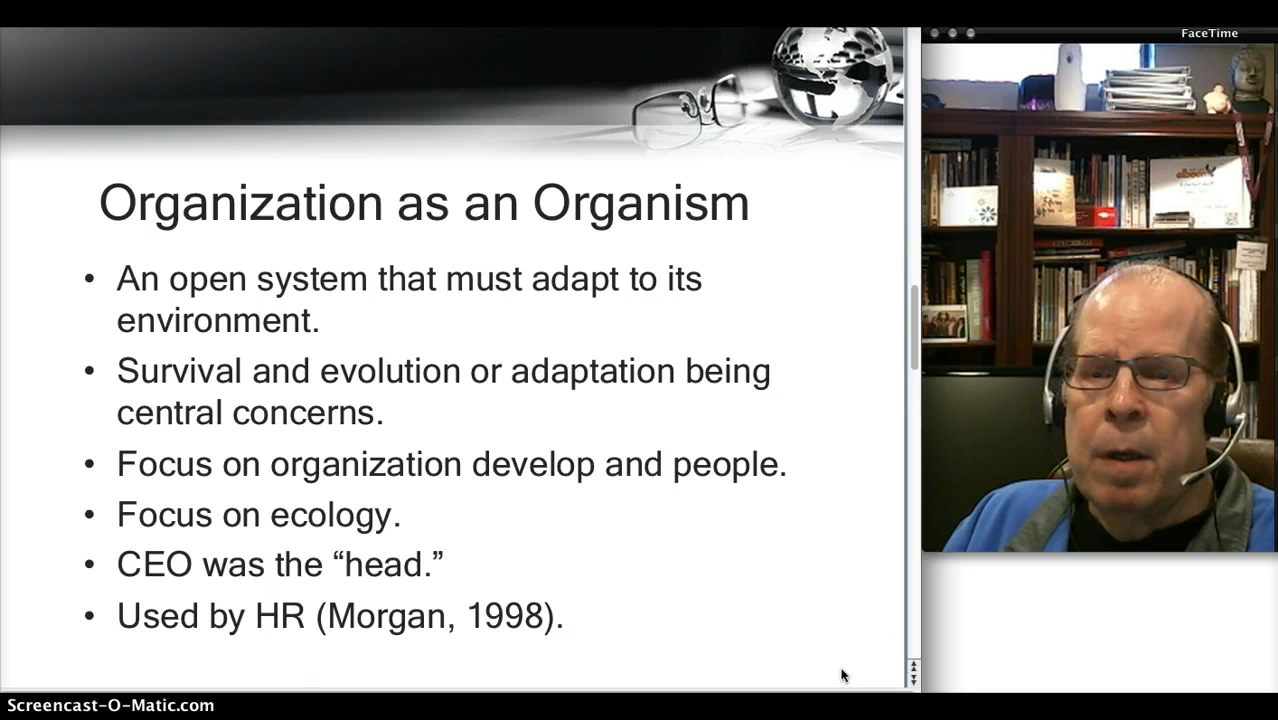 FaceTime
Organization as an Organism
• An open system that must adapt to its
environment.
• Survival and evolution or adaptation being
central concerns.
• Focus on organization develop and people.
• Focus on ecology.
• CEO was the “head.”
• Used by HR (Morgan, 1998).
Screencast-O-Matic.com